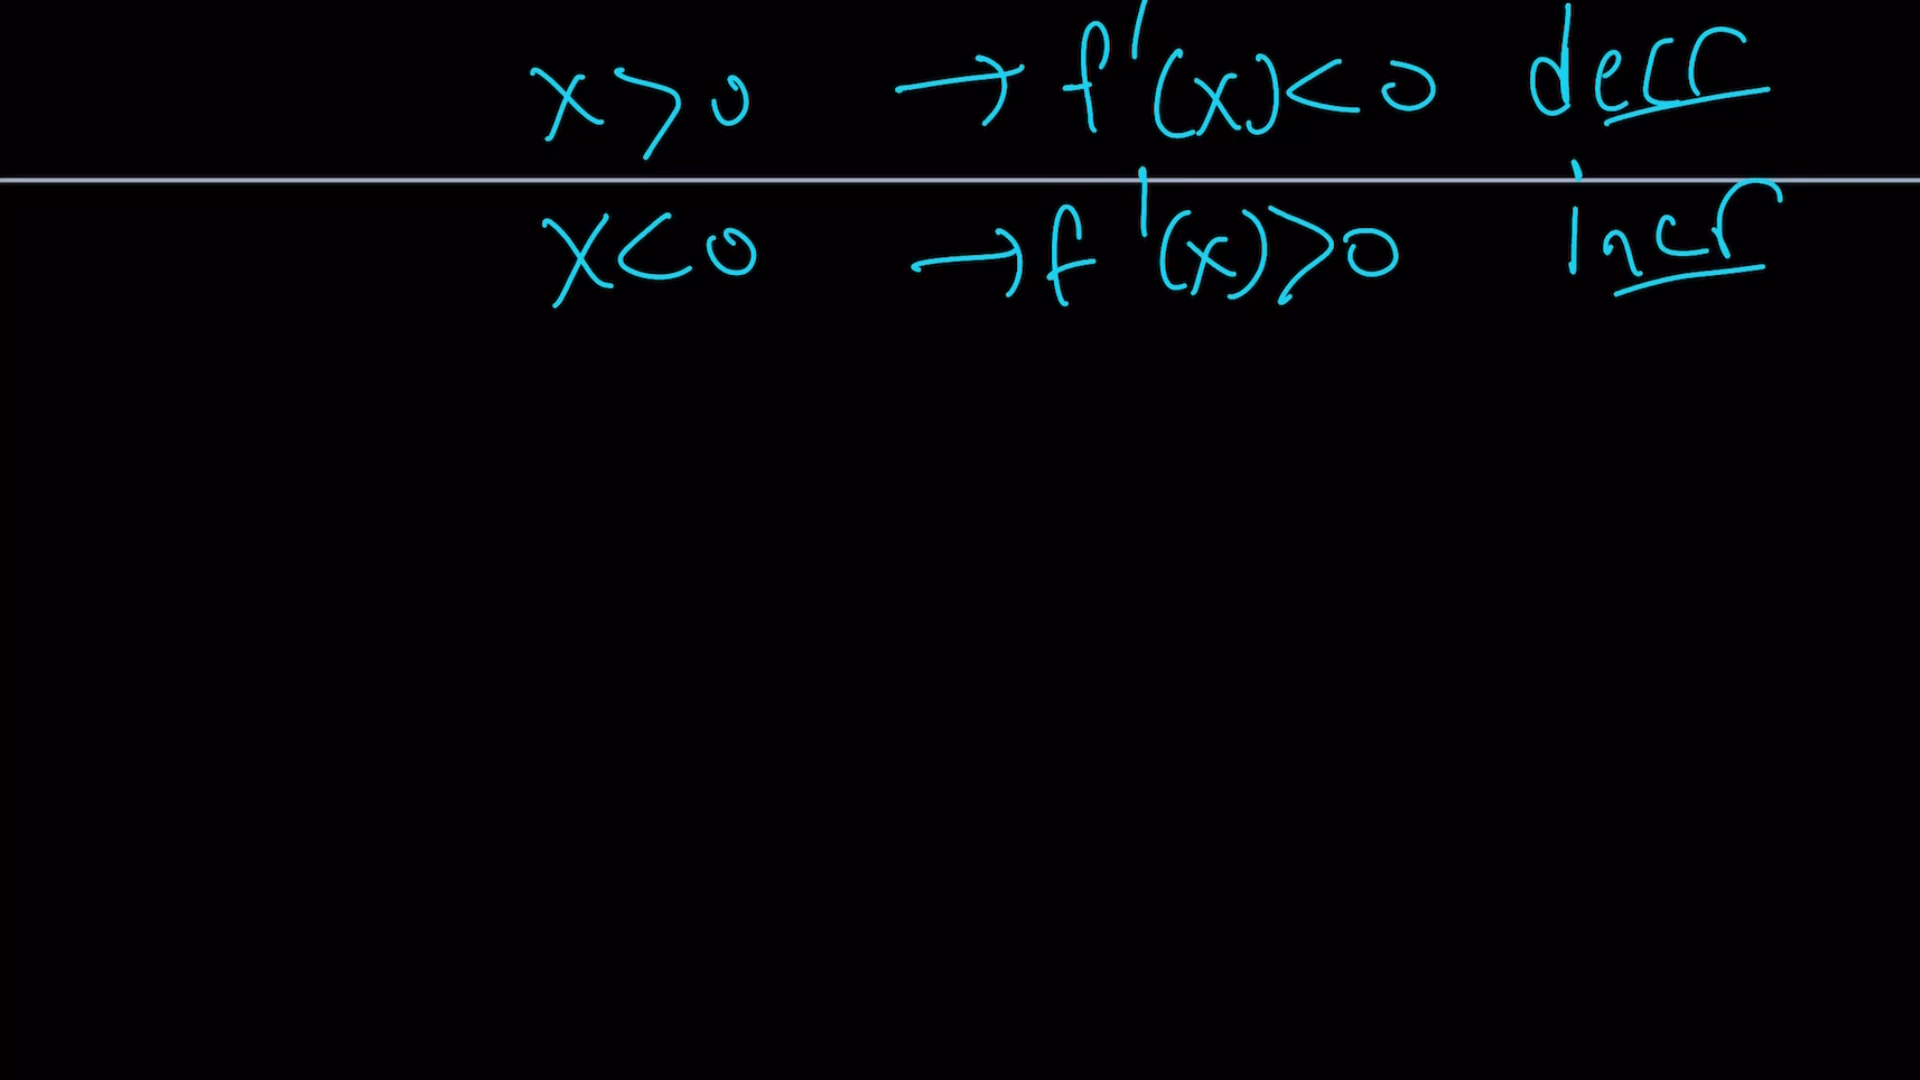 x>0 → f'(x)<0 decr
x<0 → f'(x)>0 incr